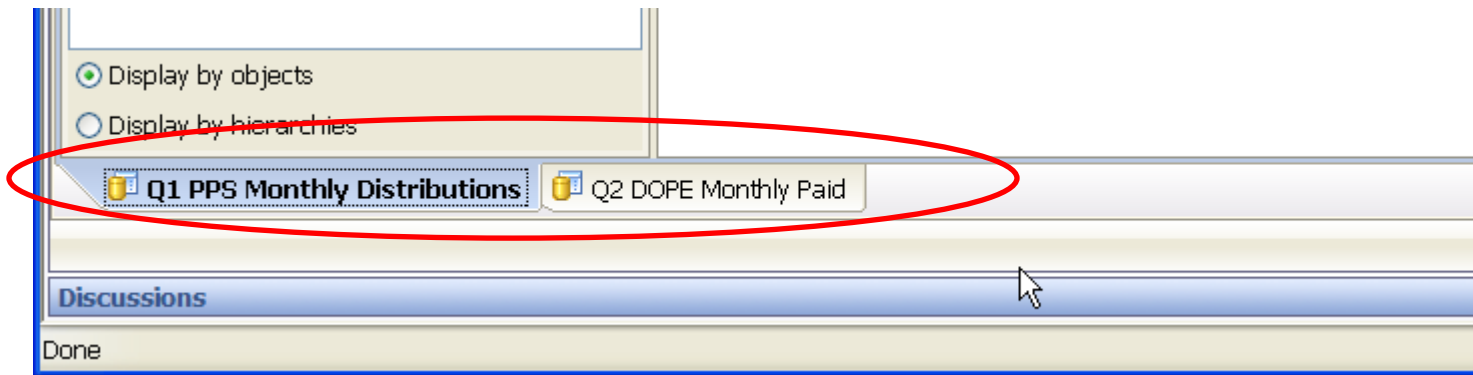 Display by objects
Display by hierarchies
Q1 PPS Monthly Distributions Q2 DOPE Monthly Paid
Discussions
Done